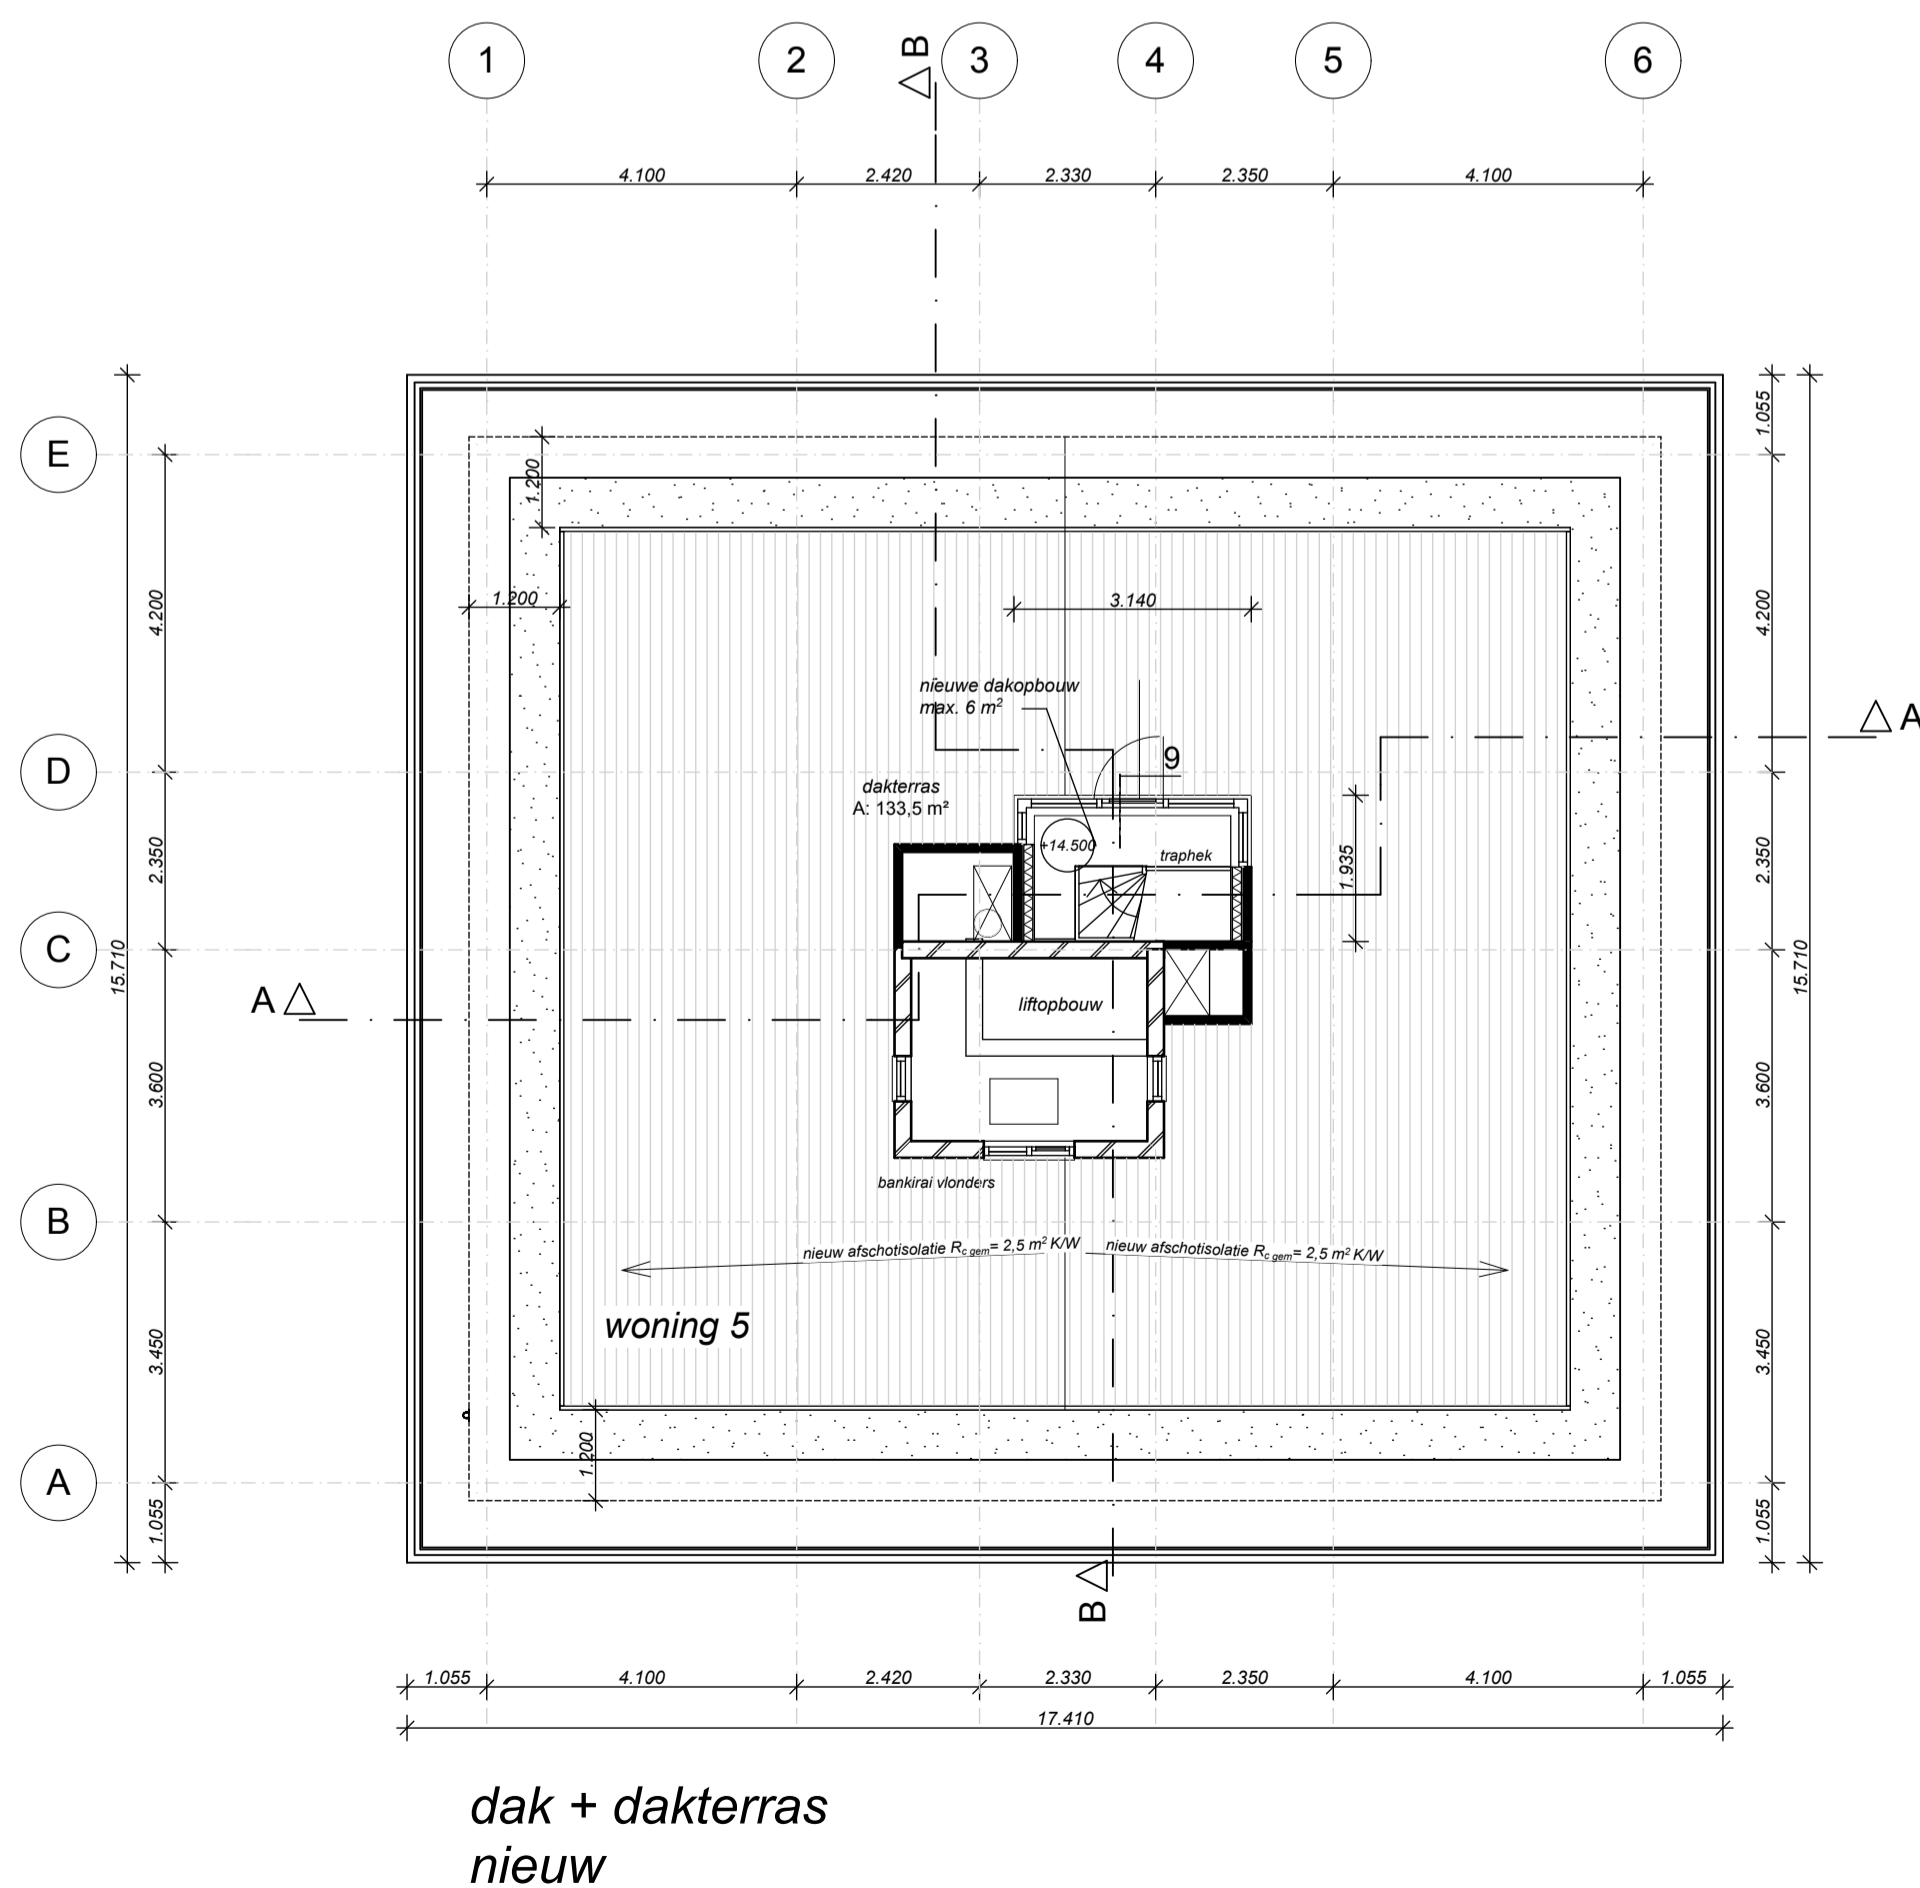 1
2
B
3
4
5
6
4.100
2.420
2.330
2.350
4.100
E
D
C
B
A
15.710
4.200
2.350
3.600
3.450
1.055
1.200
1.200
3.140
nieuwe dakopbouw
max. 6 m²
9
dakterras
A: 133,5 m²
+14.500
traphek
1.935
liftopbouw
bankirai vlonders
nieuw afschotisolatie Rc gem= 2,5 m² K/W
nieuw afschotisolatie Rc gem= 2,5 m² K/W
woning 5
1.200
A
A
B
1.055
4.200
2.350
3.600
3.450
1.055
15.710
1.055
4.100
2.420
2.330
2.350
4.100
1.055
17.410
dak + dakterras
nieuw